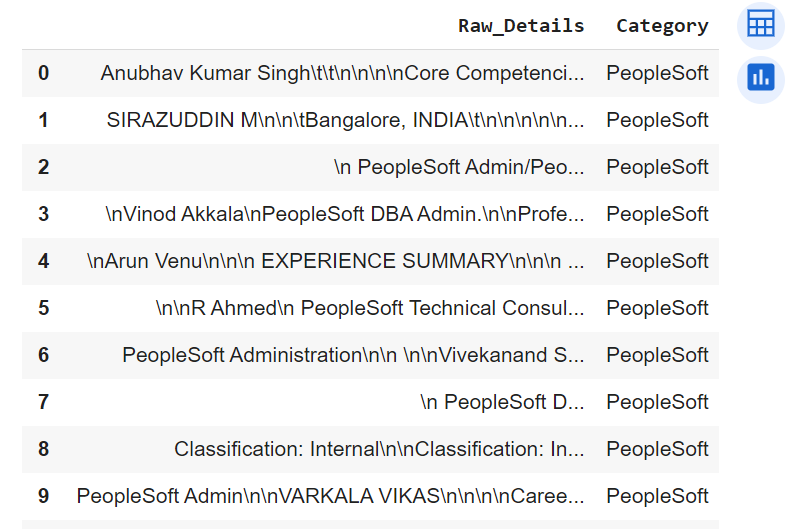 Raw_Details Category
0 Anubhav Kumar Singh\t\t\n\n\n\nCore Competenci... PeopleSoft
1 SIRAZUDDIN M\n\n\tBangalore, INDIA\t\n\n\n\n\n... PeopleSoft
2 \n PeopleSoft Admin/Peo... PeopleSoft
3 \nVinod Akkala\nPeopleSoft DBA Admin.\n\nProfe... PeopleSoft
4 \nArun Venu\n\n\n EXPERIENCE SUMMARY\n\n\n ... PeopleSoft
5 \n\nR Ahmed\n PeopleSoft Technical Consul... PeopleSoft
6 PeopleSoft Administration\n\n \n\nVivekanand S... PeopleSoft
7 \n PeopleSoft D... PeopleSoft
8 Classification: Internal\n\nClassification: In... PeopleSoft
9 PeopleSoft Admin\n\nVARKALA VIKAS\n\n\n\nCaree... PeopleSoft